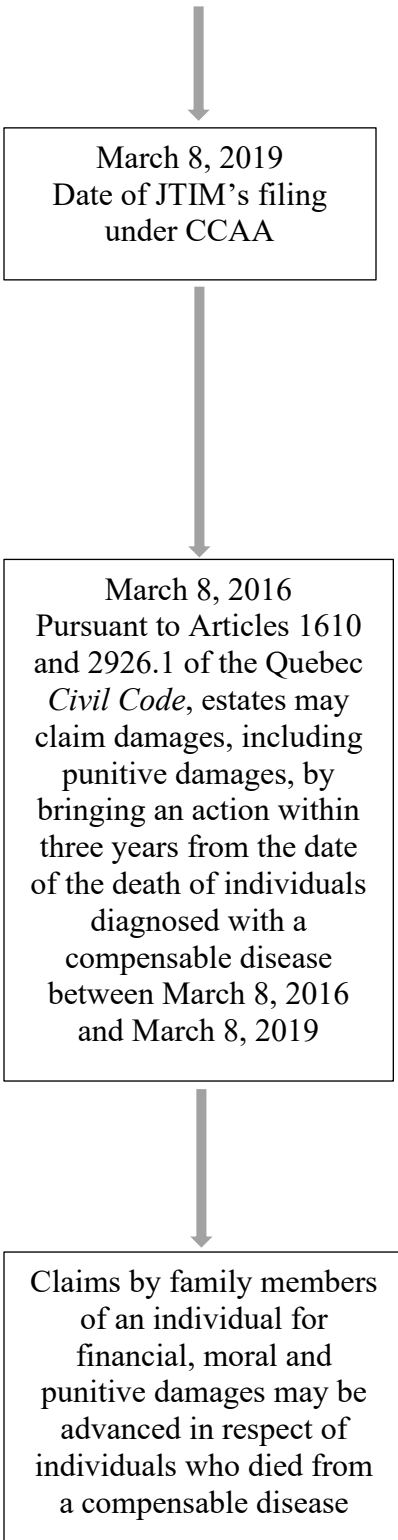 March 8, 2019
Date of JTIM’s filing
under CCAA
March 8, 2016
Pursuant to Articles 1610
and 2926.1 of the Quebec
Civil Code, estates may
claim damages, including
punitive damages, by
bringing an action within
three years from the date
of the death of individuals
diagnosed with a
compensable disease
between March 8, 2016
and March 8, 2019
Claims by family members
of an individual for
financial, moral and
punitive damages may be
advanced in respect of
individuals who died from
a compensable disease